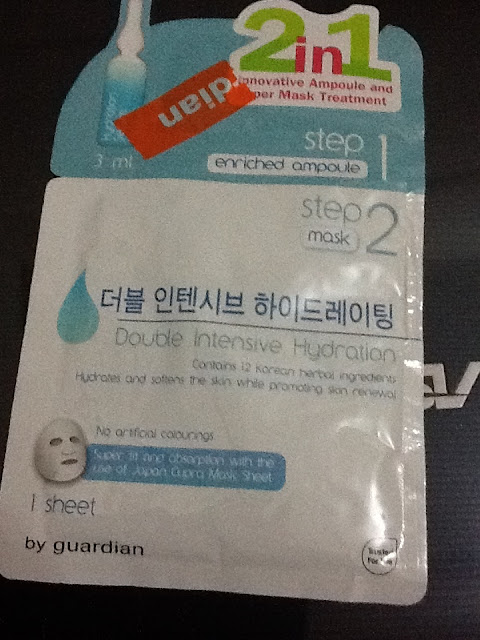 2in1
Innovative Ampoule and
per Mask Treatment
rdian
3 ml
step 1
enriched ampoule
step 2
mask
더블 인텐시브 하이드레이팅
Double Intensive Hydration
Contains 12 Korean herbal ingredients
Hydrates and softens the skin while promoting skin renewal
No artificial colourings
Super fit and absorption with the
use of Japan Cupra Mask Sheet
1 sheet
by guardian